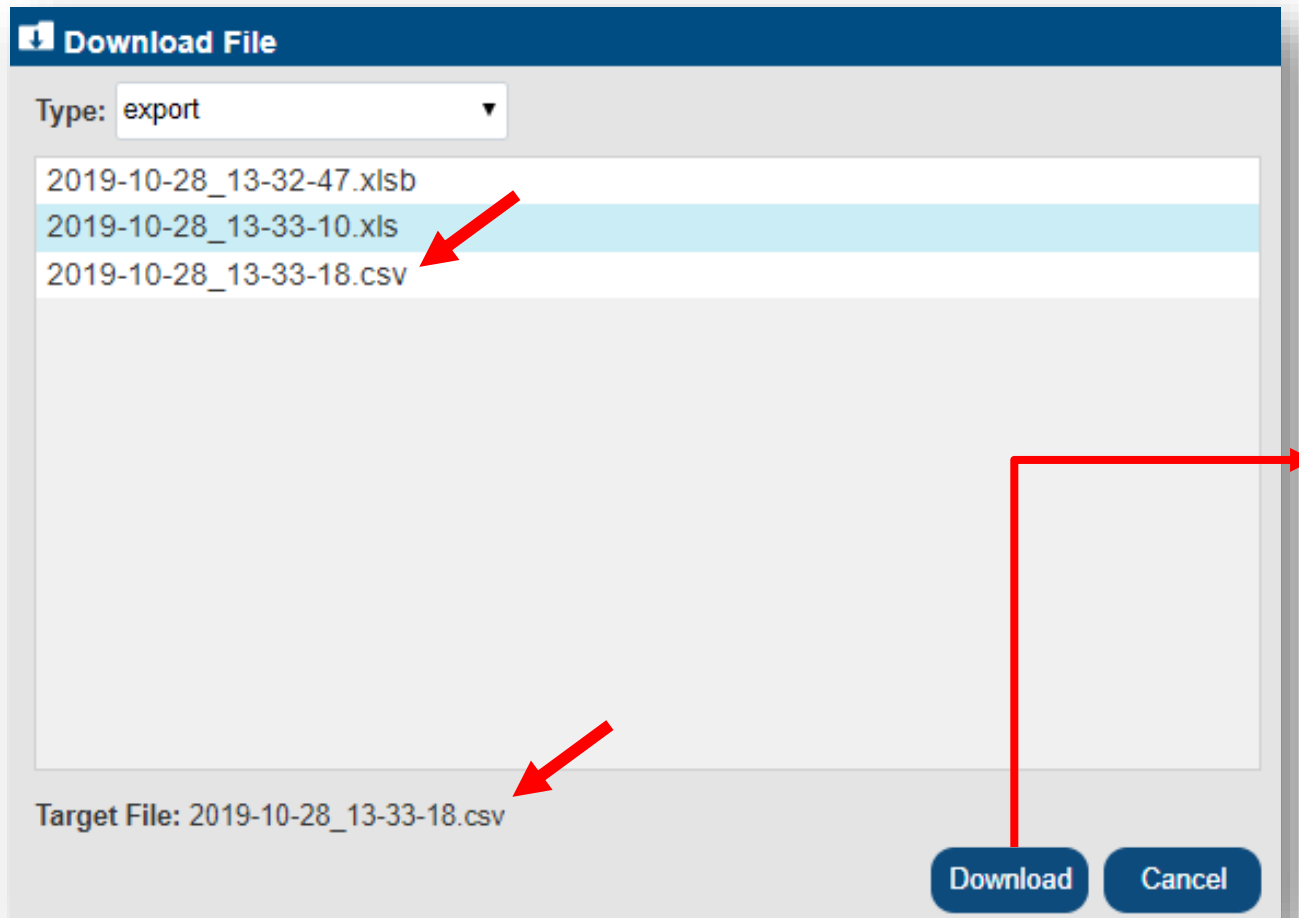 Download File
Type: export
2019-10-28_13-32-47.xlsb
2019-10-28_13-33-10.xls
2019-10-28_13-33-18.csv
Target File: 2019-10-28_13-33-18.csv
Download Cancel